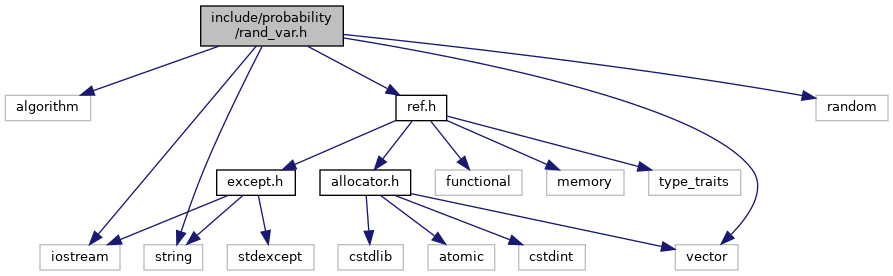 include/probability
/rand_var.h
algorithm
ref.h
random
except.h
allocator.h
functional
memory
type_traits
iostream
string
stdexcept
cstdlib
atomic
cstdint
vector